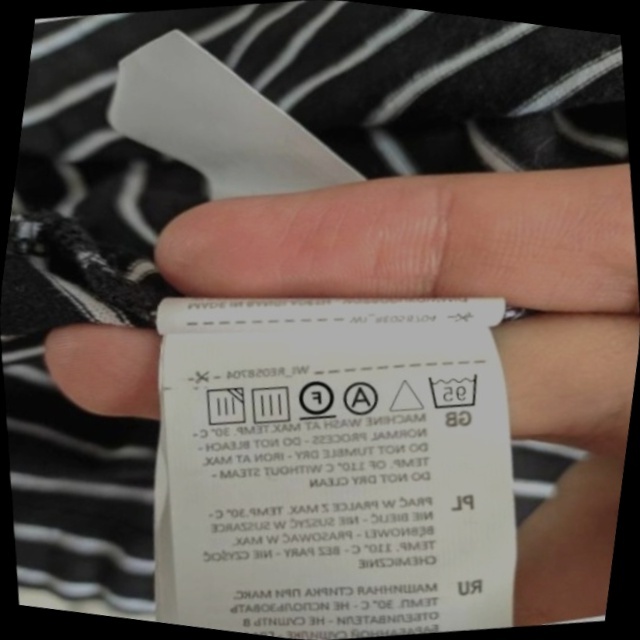 95 A F
GB
MACHINE WASH AT MAX.TEMP. 30° C -
NORMAL PROCESS - DO NOT BLEACH -
DO NOT TUMBLE DRY - IRON AT MAX.
TEMP. OF 110° C WITHOUT STEAM -
DO NOT DRY CLEAN
PL
PRAĆ W PRALCE Z MAX. TEMP.30° C -
NIE BIELIĆ - NIE SUSZYĆ W SUSZARCE
BĘBNOWEJ - PRASOWAĆ W MAX.
TEMP. 110° C - BEZ PARY - NIE CZYŚCIĆ
CHEMICZNIE
RU
МАШИННАЯ СТИРКА ПРИ МАКС.
ТЕМП. 30° C - НЕ ИСПОЛЬЗОВАТЬ
ОТБЕЛИВАТЕЛИ - НЕ СУШИТЬ В
БАРАБАННОЙ СУШИЛКЕ